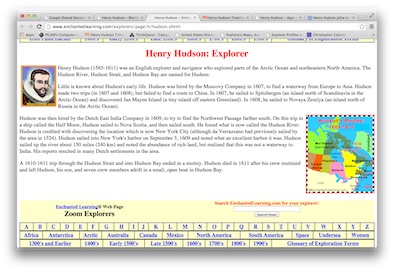 www.enchantedlearning.com/explorers/page/h/hudson.shtml
Henry Hudson: Explorer
Henry Hudson (1565-1611) was an English explorer and navigator who explored parts of the Arctic Ocean and northeastern North America. The
Hudson River, Hudson Strait, and Hudson Bay are named for Hudson.
Little is known about Hudson's early life. Hudson was hired by the Muscovy Company in 1607, to find a waterway from Europe to Asia. Hudson
made two trips (in 1607 and 1608), but failed to find a route to China. In 1607, he sailed to Spitzbergen (an island north of Scandinavia in the
Arctic Ocean) and discovered Jan Mayen Island (a tiny island off eastern Greenland). In 1608, he sailed to Novaya Zemlya (an island north of
Russia in the Arctic Ocean).
Hudson was then hired by the Dutch East India Company in 1609, to try to find the Northwest Passage farther south. On this trip in
a ship called the Half Moon, Hudson sailed to Nova Scotia, and then sailed south. He found what is now called the Hudson River.
Hudson is credited with discovering the location which is now New York City (although da Verrazzano had previously sailed by
the area in 1524). Hudson sailed into New York's harbor on September 3, 1609 and noted what an excellent harbor it was. Hudson
sailed up the river about 150 miles (240 km) and noted the abundance of rich land, but realized that this was not a waterway to
India. His reports resulted in many Dutch settlements in the area.
A 1610-1611 trip through the Hudson Strait and into Hudson Bay ended in a mutiny. Hudson died in 1611 after his crew mutinied
and left Hudson, his son, and seven crew members adrift in a small, open boat in Hudson Bay.
Enchanted Learning® Web Page
Zoom Explorers
Search EnchantedLearning.com for your explorer:
Search Now!
A B C D E F G H I J K L M N O P Q R S T U V W X Y Z
Africa Antarctica Arctic Australia Canada Mexico North America South America Space Undersea Women
1300's and Earlier 1400's Early 1500's Late 1500's 1600's 1700's 1800's 1900's Glossary of Exploration Terms